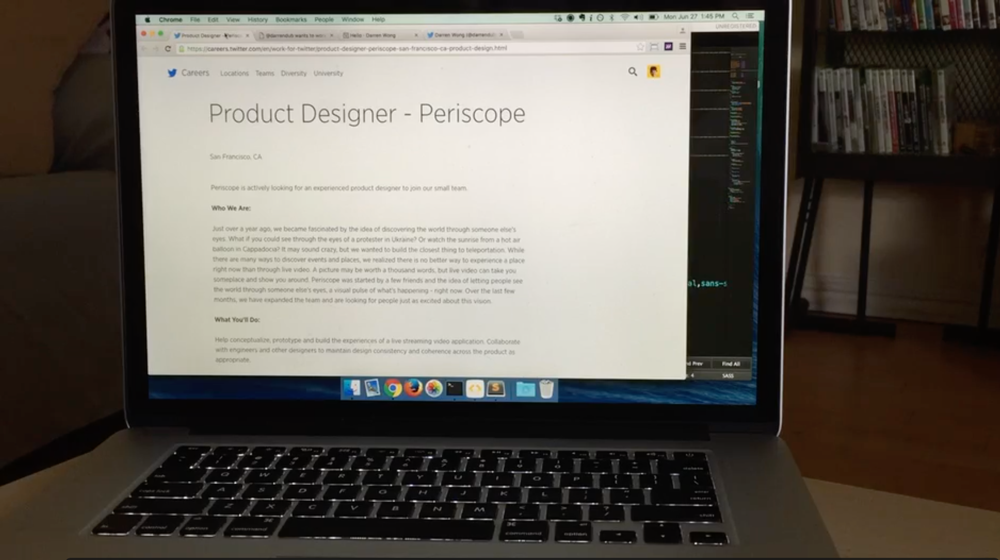 Chrome File Edit View History Bookmarks People Window Help Mon Jun 27 1:45 PM
UNREGISTERED
Product Designer - Darren Wong
https://careers.twitter.com/en/work-for-twitter/product-designer-periscope-san-francisco-ca-product-design.html
Careers Locations Teams Diversity University
Product Designer - Periscope
San Francisco, CA
Periscope is actively looking for an experienced product designer to join our small team.
Who We Are:
Just over a year ago, we became fascinated by the idea of discovering the world through someone else's
eyes. What if you could see through the eyes of a protester in Ukraine? Or watch the sunrise from a hot air
balloon in Cappadocia? It may sound crazy, but we wanted to build the closest thing to teleportation. While
there are many ways to discover events and places, we realized there is no better way to experience a place
right now than through live video. A picture may be worth a thousand words, but live video can take you
someplace and show you around. Periscope was started by a few friends and the idea of letting people see
the world through someone else's eyes, a visual pulse of what's happening - right now. Over the last few
months, we have expanded the team and are looking for people just as excited about this vision.
al,sans-s
What You'll Do:
Help conceptualize, prototype and build the experiences of a live streaming video application. Collaborate
with engineers and other designers to maintain design consistency and coherence across the product as
appropriate.
Prev Find All
SASS